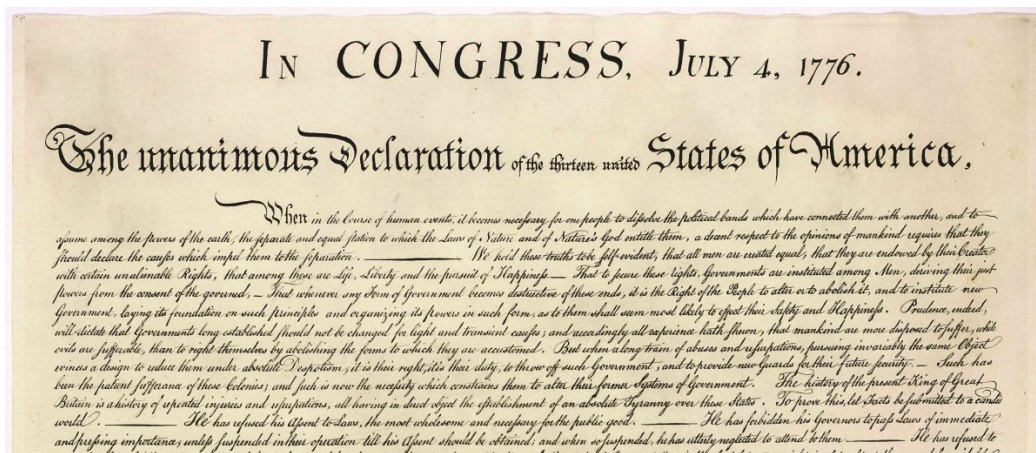 In CONGRESS, July 4, 1776.
The unanimous Declaration of the thirteen united States of America,
When in the Course of human events, it becomes necessary for one people to dissolve the political bands which have connected them with another, and to
assume among the powers of the earth, the separate and equal station to which the Laws of Nature and of Nature's God entitle them, a decent respect to the opinions of mankind requires that they
should declare the causes which impel them to the separation. ——— We hold these truths to be self-evident, that all men are created equal, that they are endowed by their Creator
with certain unalienable Rights, that among these are Life, Liberty and the pursuit of Happiness — That to secure these rights, Governments are instituted among Men, deriving their just
powers from the consent of the governed, — That whenever any Form of Government becomes destructive of these ends, it is the Right of the People to alter or to abolish it, and to institute new
Government, laying its foundation on such principles and organizing its powers in such form, as to them shall seem most likely to effect their Safety and Happiness. Prudence, indeed,
will dictate that Governments long established should not be changed for light and transient causes; and accordingly all experience hath shewn, that mankind are more disposed to suffer, while
evils are sufferable, than to right themselves by abolishing the forms to which they are accustomed. But when a long train of abuses and usurpations, pursuing invariably the same Object
evinces a design to reduce them under absolute Despotism, it is their right, it is their duty, to throw off such Government, and to provide new Guards for their future security. — Such has
been the patient sufferance of these Colonies; and such is now the necessity which constrains them to alter their former Systems of Government. The history of the present King of Great
Britain is a history of repeated injuries and usurpations, all having in direct object the establishment of an absolute Tyranny over these States. To prove this, let Facts be submitted to a candid
world. ——— He has refused his Assent to Laws, the most wholesome and necessary for the public good. ——— He has forbidden his Governors to pass Laws of immediate
and pressing importance, unless suspended in their operation till his Assent should be obtained; and when so suspended, he has utterly neglected to attend to them ——— He has refused to